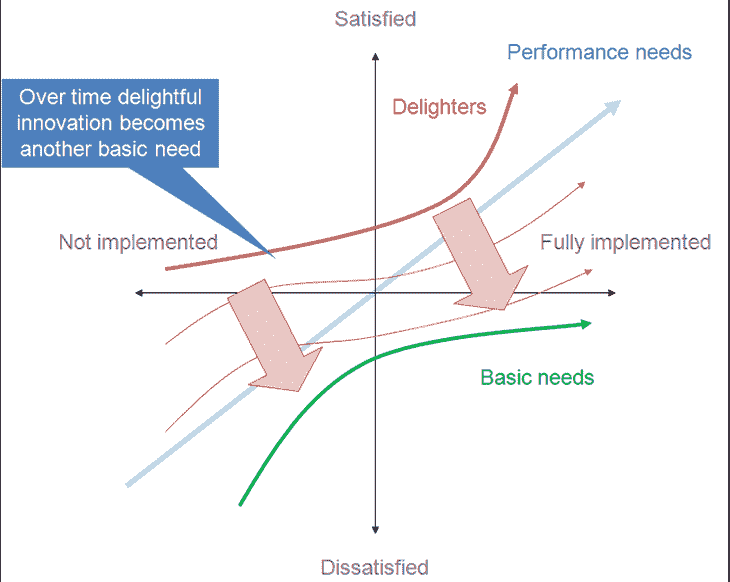 Satisfied
Performance needs
Over time delightful
innovation becomes
another basic need
Delighters
Not implemented
Fully implemented
Basic needs
Dissatisfied